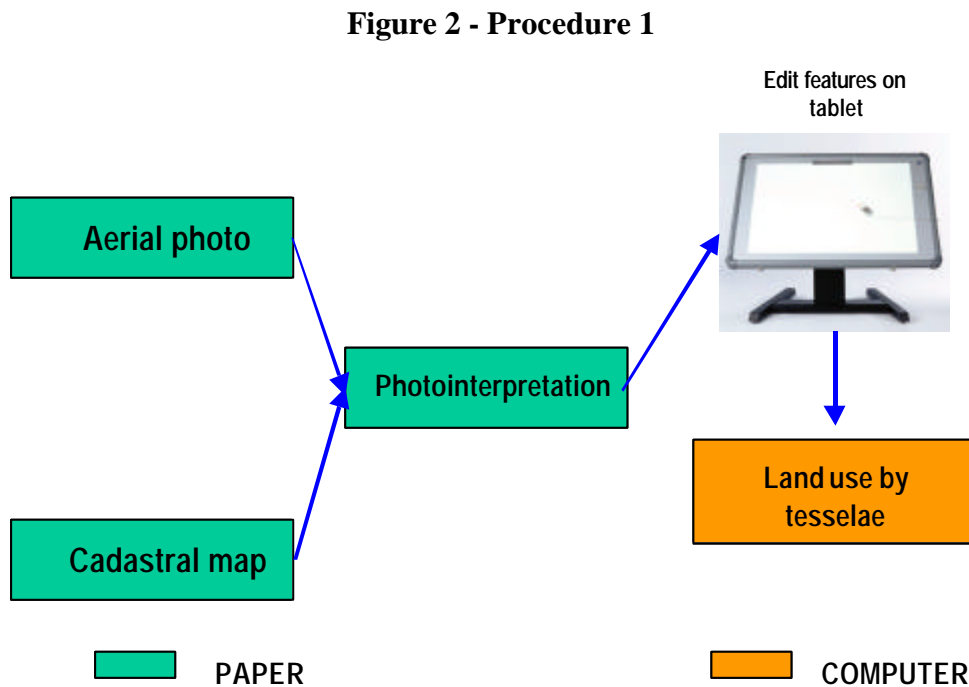 Figure 2 - Procedure 1
Edit features on
tablet
Aerial photo
Photointerpretation
Land use by
tesselae
Cadastral map
PAPER
COMPUTER